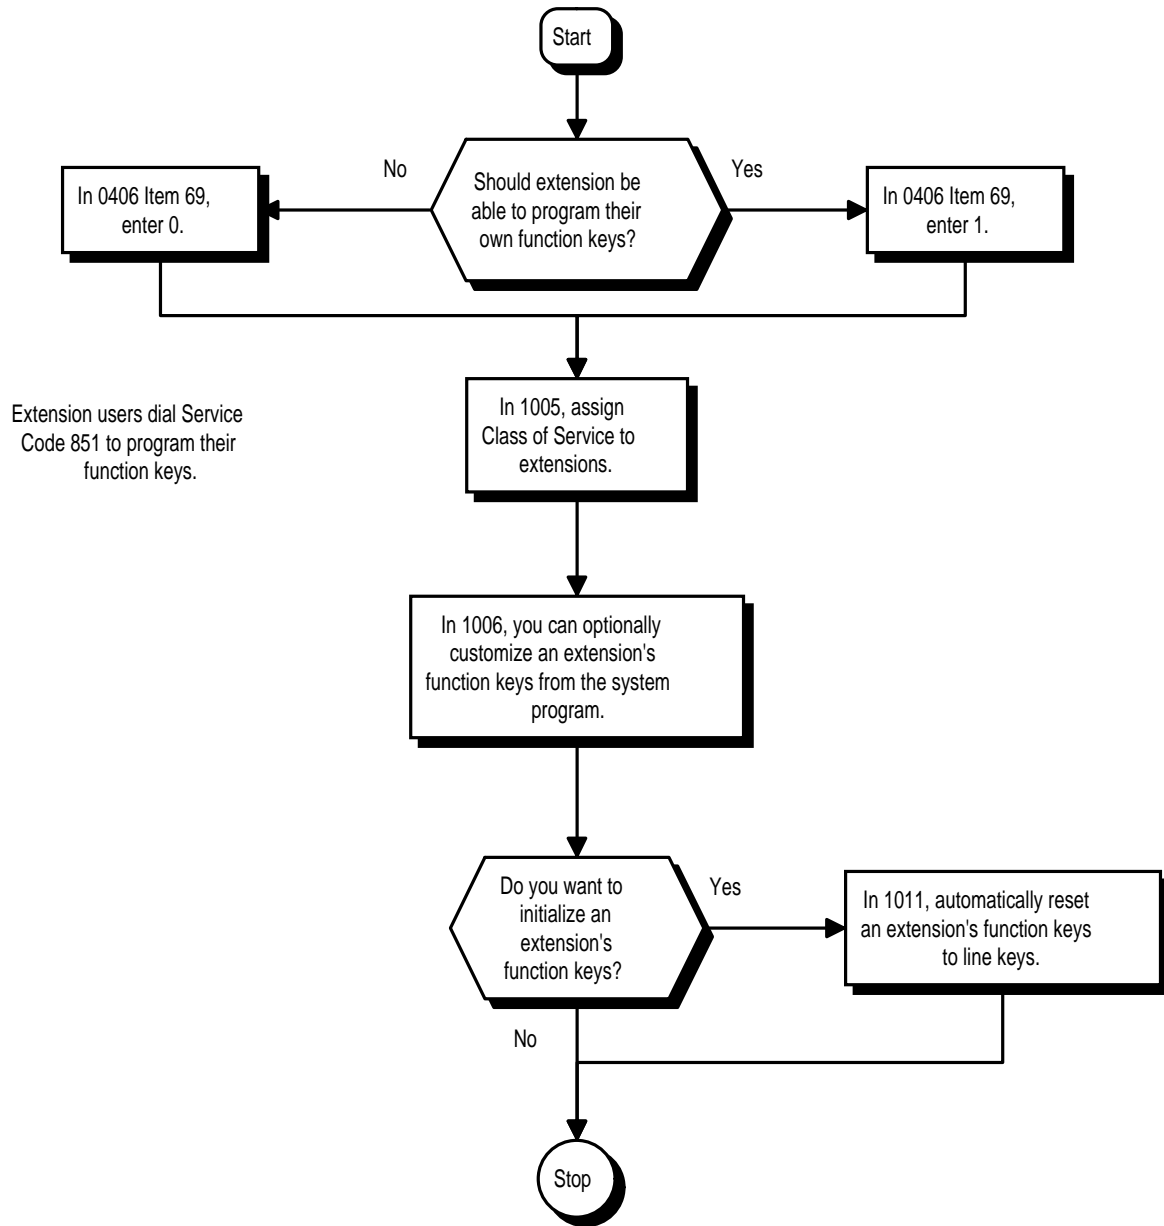 Start
Should extension be
able to program their
own function keys?
No
Yes
In 0406 Item 69,
enter 0.
In 0406 Item 69,
enter 1.
Extension users dial Service
Code 851 to program their
function keys.
In 1005, assign
Class of Service to
extensions.
In 1006, you can optionally
customize an extension's
function keys from the system
program.
Do you want to
initialize an
extension's
function keys?
Yes
In 1011, automatically reset
an extension's function keys
to line keys.
No
Stop